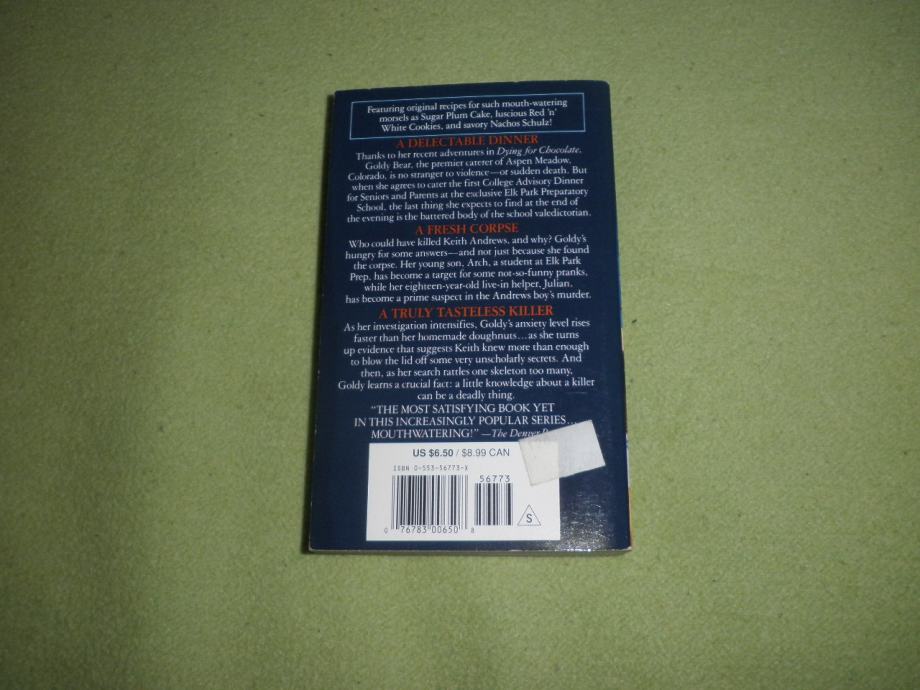 Featuring original recipes for such mouth-watering
morsels as Sugar Plum Cake, luscious Red 'n'
White Cookies, and savory Nachos Schulz!
A DELECTABLE DINNER
Thanks to her recent adventures in Dying for Chocolate,
Goldy Bear, the premier caterer of Aspen Meadow,
Colorado, is no stranger to violence—or sudden death. But
when she agrees to cater the first College Advisory Dinner
for Seniors and Parents at the exclusive Elk Park Preparatory
School, the last thing she expects to find at the end of
the evening is the battered body of the school valedictorian.
A FRESH CORPSE
Who could have killed Keith Andrews, and why? Goldy's
hungry for some answers—and not just because she found
the corpse. Her young son, Arch, a student at Elk Park
Prep, has become a target for some not-so-funny pranks,
while her eighteen-year-old live-in helper, Julian,
has become a prime suspect in the Andrews boy's murder.
A TRULY TASTELESS KILLER
As her investigation intensifies, Goldy's anxiety level rises
faster than her homemade doughnuts...as she turns
up evidence that suggests Keith knew more than enough
to blow the lid off some very unscholarly secrets. And
then, as her search rattles one skeleton too many,
Goldy learns a crucial fact: a little knowledge about a killer
can be a deadly thing.
"THE MOST SATISFYING BOOK YET
IN THIS INCREASINGLY POPULAR SERIES...
MOUTHWATERING!" —The Denver
US $6.50 / $8.99 CAN
ISBN 0-553-56773-X
56773
S
0 76783 00650 8